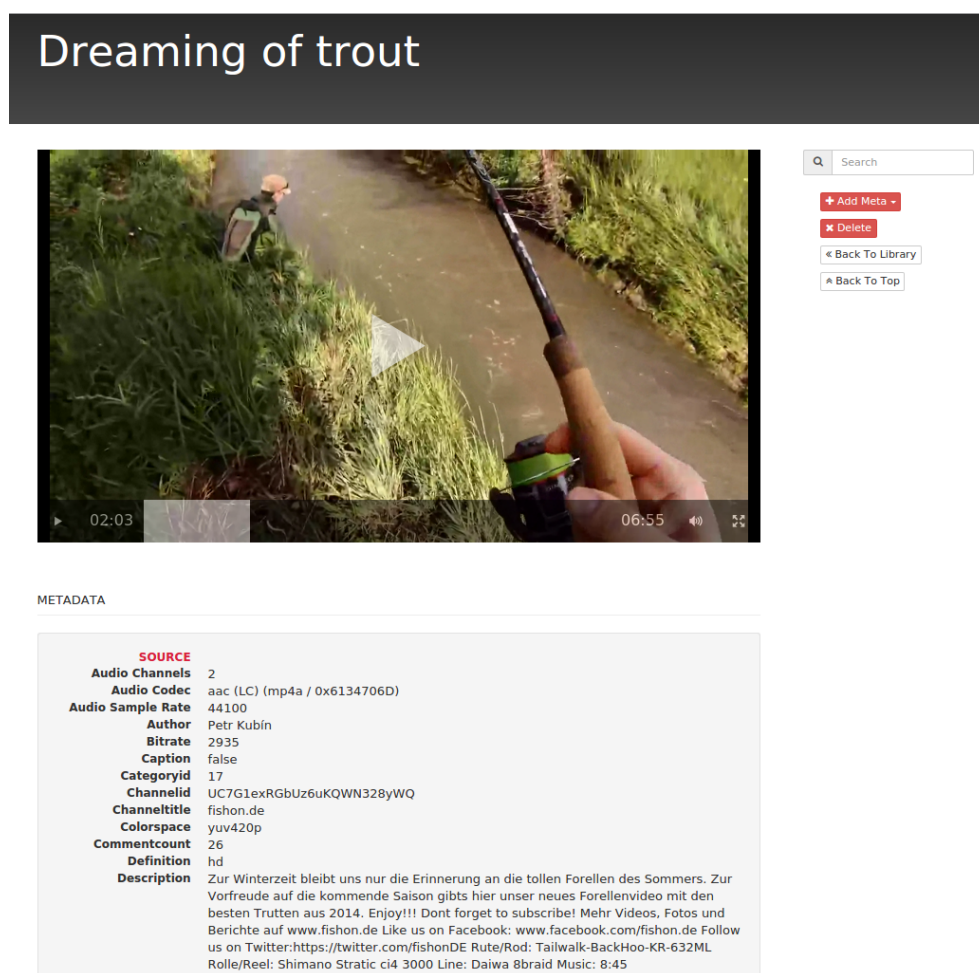 Dreaming of trout
Search
+ Add Meta
× Delete
« Back To Library
Back To Top
02:03
06:55
METADATA
SOURCE
Audio Channels 2
Audio Codec aac (LC) (mp4a / 0x6134706D)
Audio Sample Rate 44100
Author Petr Kubín
Bitrate 2935
Caption false
Categoryid 17
Channelid UC7G1exRGbUz6uKQWN328yWQ
Channeltitle fishon.de
Colorspace yuv420p
Commentcount 26
Definition hd
Description Zur Winterzeit bleibt uns nur die Erinnerung an die tollen Forellen des Sommers. Zur
Vorfreude auf die kommende Saison gibts hier unser neues Forellenvideo mit den
besten Trutten aus 2014. Enjoy!!! Dont forget to subscribe! Mehr Videos, Fotos und
Berichte auf www.fishon.de Like us on Facebook: www.facebook.com/fishon.de Follow
us on Twitter:https://twitter.com/fishonDE Rute/Rod: Tailwalk-BackHoo-KR-632ML
Rolle/Reel: Shimano Stratic ci4 3000 Line: Daiwa 8braid Music: 8:45